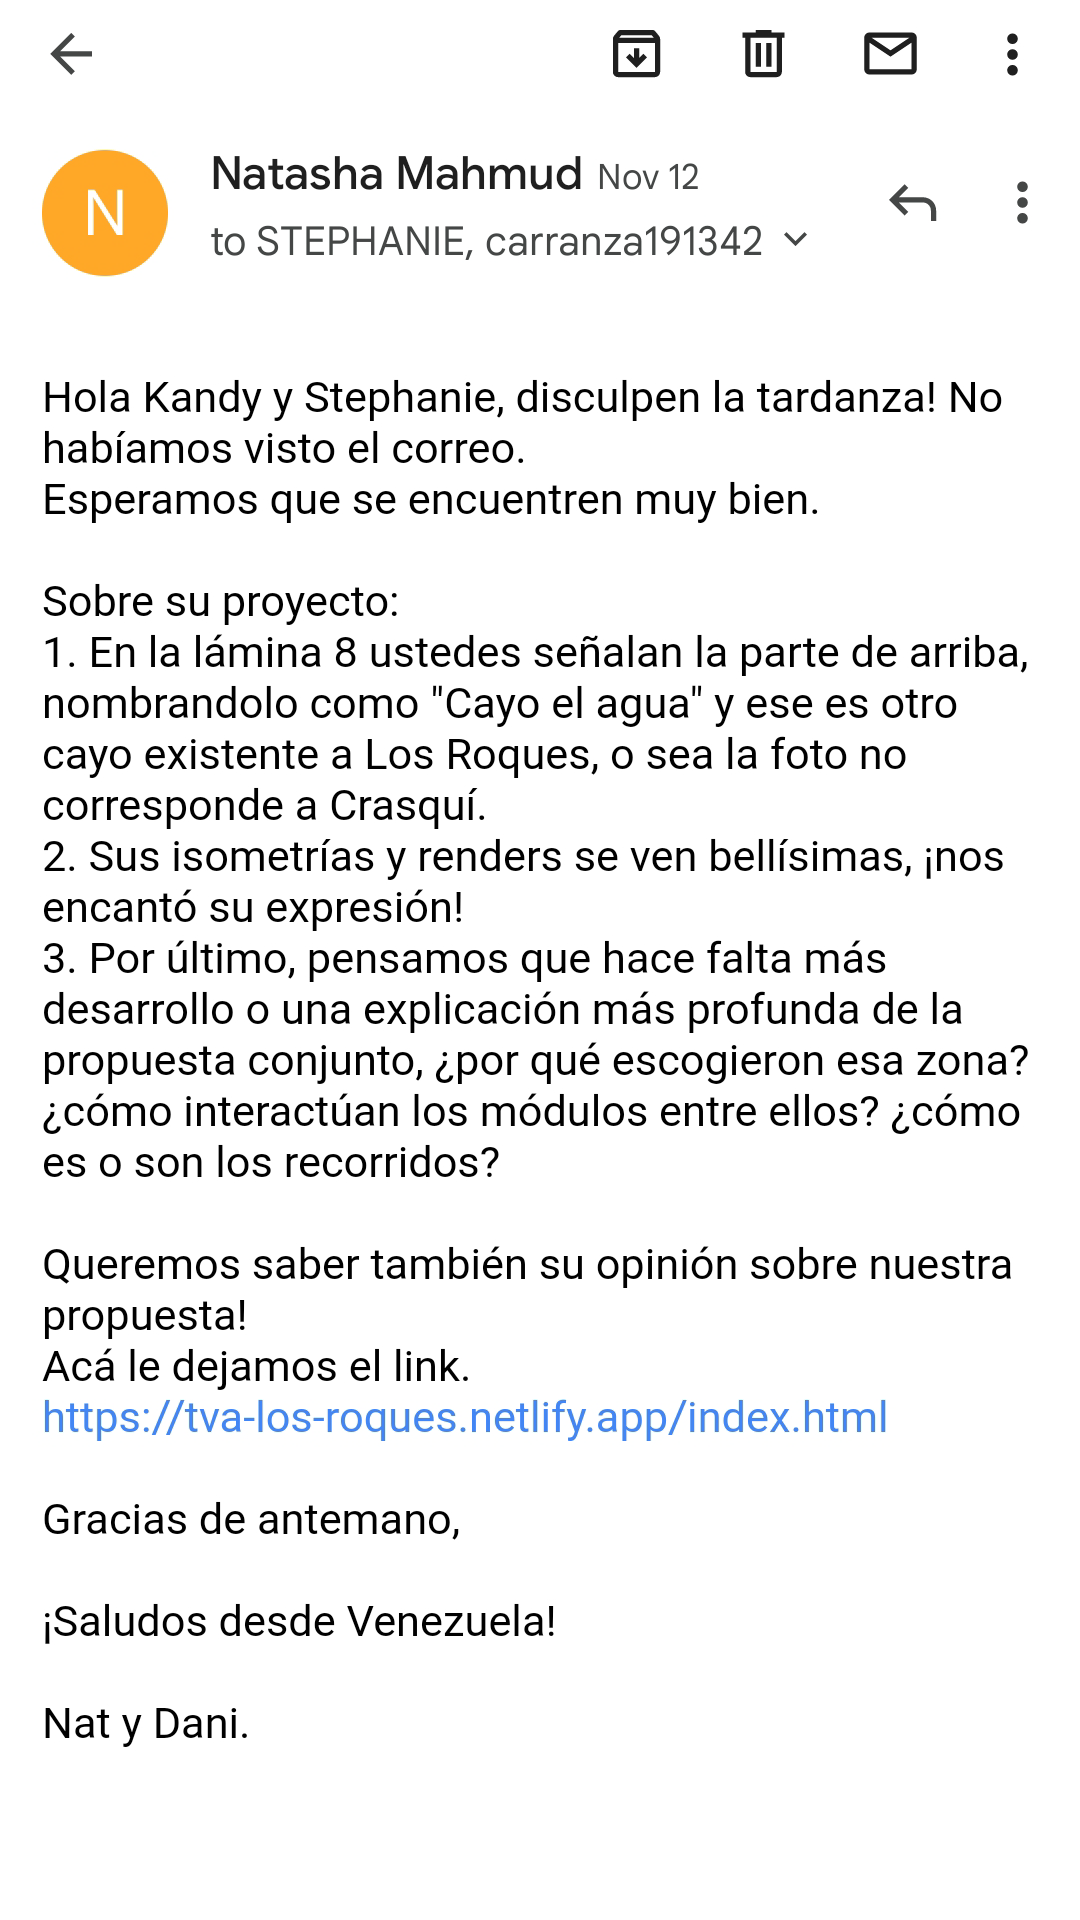 Natasha Mahmud Nov 12
N
to STEPHANIE, carranza191342
Hola Kandy y Stephanie, disculpen la tardanza! No
habíamos visto el correo.
Esperamos que se encuentren muy bien.
Sobre su proyecto:
1. En la lámina 8 ustedes señalan la parte de arriba,
nombrandolo como "Cayo el agua" y ese es otro
cayo existente a Los Roques, o sea la foto no
corresponde a Crasquí.
2. Sus isometrías y renders se ven bellísimas, ¡nos
encantó su expresión!
3. Por último, pensamos que hace falta más
desarrollo o una explicación más profunda de la
propuesta conjunto, ¿por qué escogieron esa zona?
¿cómo interactúan los módulos entre ellos? ¿cómo
es o son los recorridos?
Queremos saber también su opinión sobre nuestra
propuesta!
Acá le dejamos el link.
https://tva-los-roques.netlify.app/index.html
Gracias de antemano,
¡Saludos desde Venezuela!
Nat y Dani.